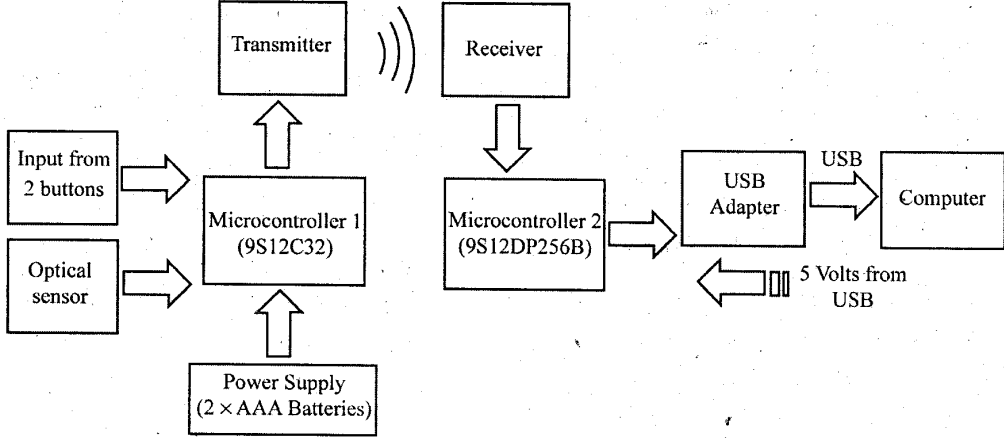 Transmitter
Receiver
Input from
2 buttons
Microcontroller 1
(9S12C32)
Optical
sensor
Power Supply
(2 × AAA Batteries)
Microcontroller 2
(9S12DP256B)
USB
Adapter
USB
Computer
5 Volts from
USB